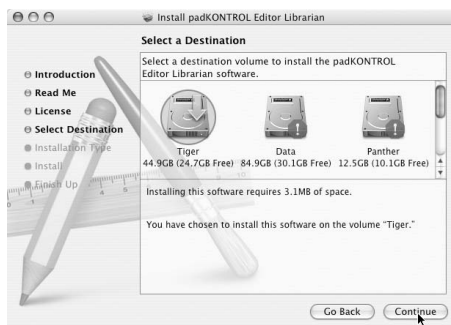 Install padKONTROL Editor Librarian
Select a Destination
Introduction
Read Me
License
Select Destination
Installation Type
Install
Finish Up
Select a destination volume to install the padKONTROL
Editor Librarian software.
Tiger
44.9GB (24.7GB Free)
Data
84.9GB (30.1GB Free)
Panther
12.5GB (10.1GB Free)
Installing this software requires 3.1MB of space.
You have chosen to install this software on the volume “Tiger.”
Go Back
Continue